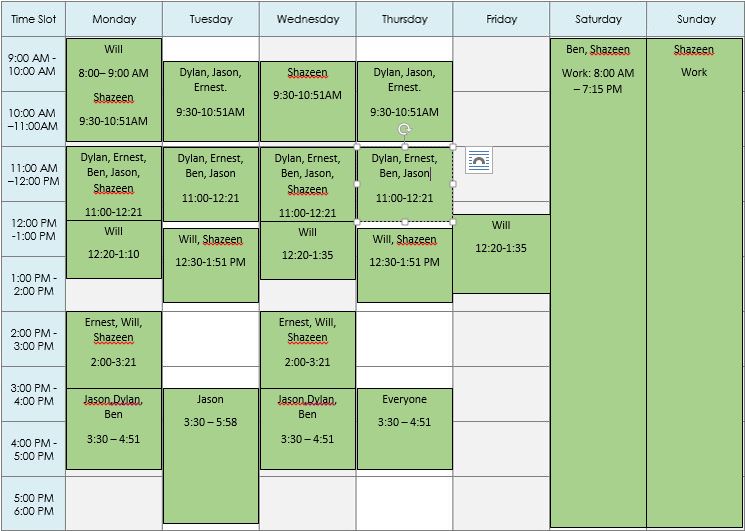 Time Slot Monday Tuesday Wednesday Thursday Friday Saturday Sunday
9:00 AM -
10:00 AM
10:00 AM
–11:00AM
11:00 AM
–12:00 PM
12:00 PM
-1:00 PM
1:00 PM -
2:00 PM
2:00 PM -
3:00 PM
3:00 PM -
4:00 PM
4:00 PM -
5:00 PM
5:00 PM
6:00 PM
Will
8:00– 9:00 AM
Shazeen
9:30-10:51AM
Dylan, Ernest,
Ben, Jason,
Shazeen
11:00-12:21
Will
12:20-1:10
Ernest, Will,
Shazeen
2:00-3:21
Jason,Dylan,
Ben
3:30 – 4:51
Dylan, Jason,
Ernest.
9:30-10:51AM
Dylan, Ernest,
Ben, Jason
11:00-12:21
Will, Shazeen
12:30-1:51 PM
Jason
3:30 – 5:58
Shazeen
9:30-10:51AM
Dylan, Ernest,
Ben, Jason,
Shazeen
11:00-12:21
Will
12:20-1:35
Ernest, Will,
Shazeen
2:00-3:21
Jason,Dylan,
Ben
3:30 – 4:51
Dylan, Jason,
Ernest.
9:30-10:51AM
Dylan, Ernest,
Ben, Jason
11:00-12:21
Will, Shazeen
12:30-1:51 PM
Everyone
3:30 – 4:51
Will
12:20-1:35
Ben, Shazeen
Work: 8:00 AM
– 7:15 PM
Shazeen
Work